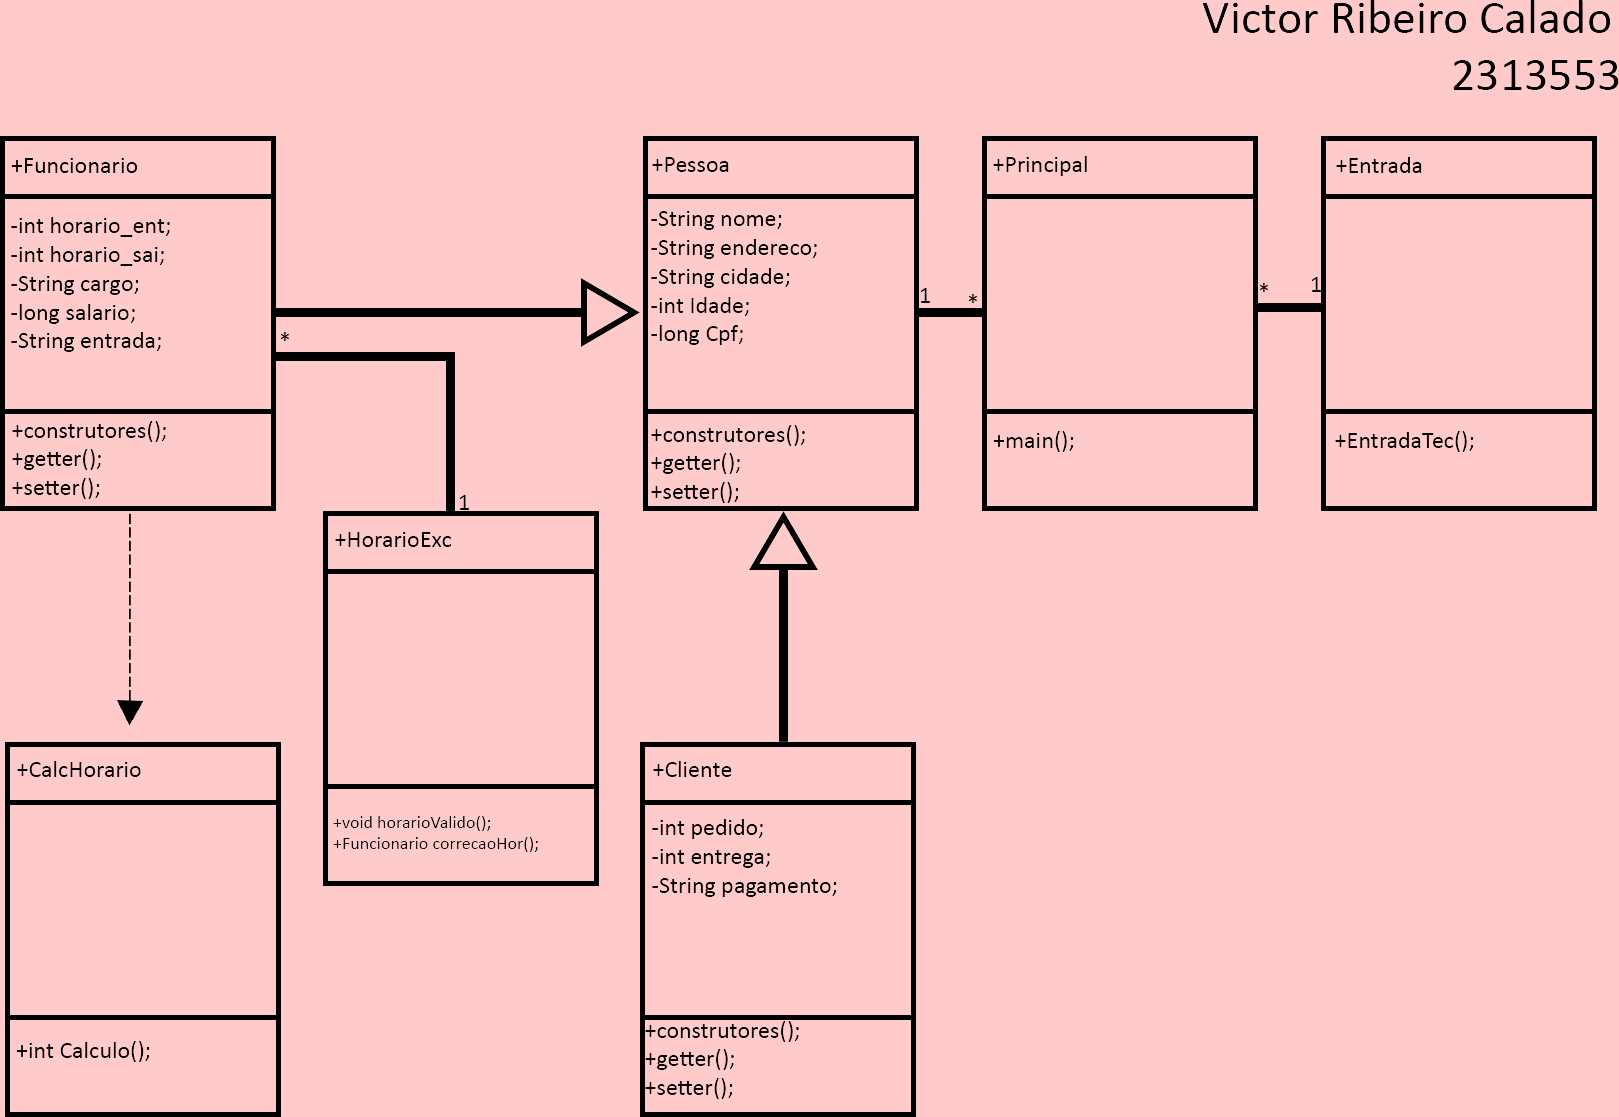 Victor Ribeiro Calado
2313553
+Funcionario
-int horario_ent;
-int horario_sai;
-String cargo;
-long salario;
-String entrada;
+construtores();
+getter();
+setter();
*
1
+Pessoa
-String nome;
-String endereco;
-String cidade;
-int Idade;
-long Cpf;
+construtores();
+getter();
+setter();
1
*
+Principal
+main();
*
1
+Entrada
+EntradaTec();
+HorarioExc
+void horarioValido();
+Funcionario correcaoHor();
+CalcHorario
+int Calculo();
+Cliente
-int pedido;
-int entrega;
-String pagamento;
+construtores();
+getter();
+setter();